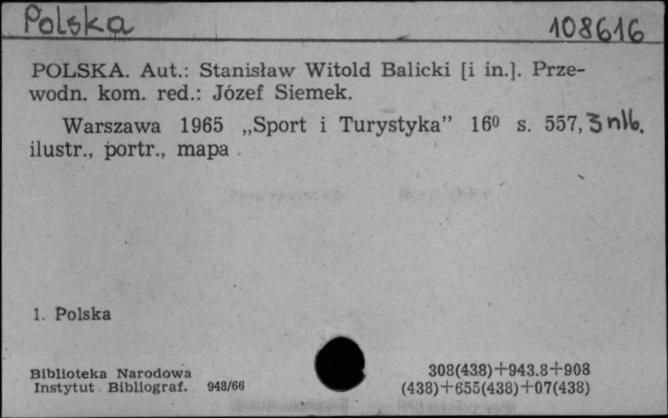 Polska 108616
POLSKA. Aut.: Stanisław Witold Balicki [i in.]. Prze-
wodn. kom. red.: Józef Siemek.
Warszawa 1965 „Sport i Turystyka" 16⁰ s. 557, 3 nlb.
ilustr., portr., mapa
1. Polska
Biblioteka Narodowa 308(438)+943.8+908
Instytut Bibliograf. 948/66 (438)+655(438)+07(438)